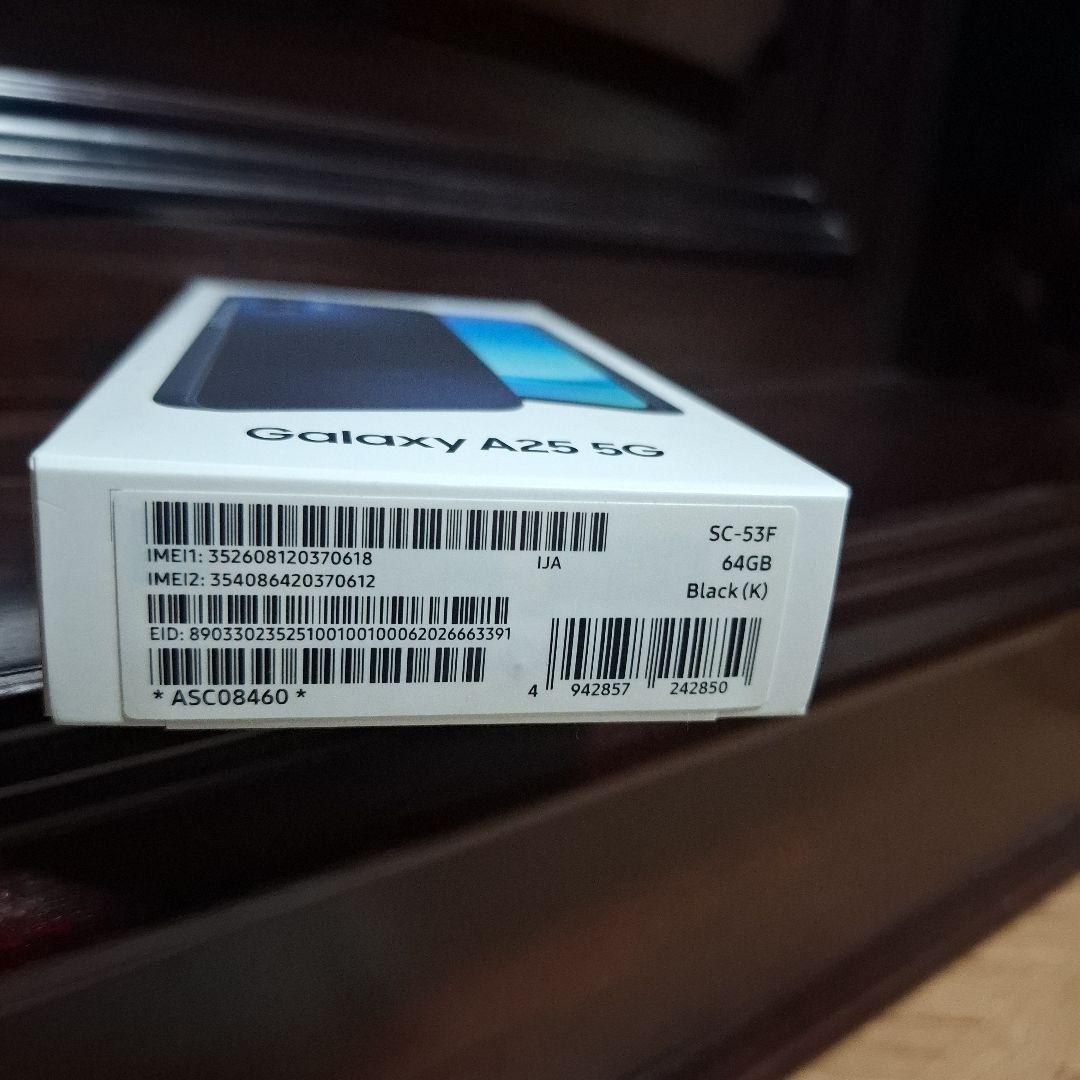 Galaxy A25 5G
IMEI1: 352608120370618
IJA
IMEI2: 354086420370612
EID: 89033023525100100100062026663391
* ASC08460 *
SC-53F
64GB
Black (K)
4 942857 242850